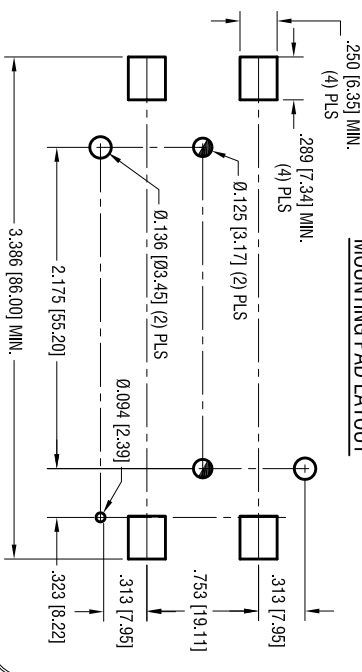 MOUNTING PAD LAYOUT
.250 [6.35] MIN.
(4) PLS
.289 [7.34] MIN.
(4) PLS
Ø.125 [3.17] (2) PLS
Ø.136 [Ø3.45] (2) PLS
Ø.094 [2.39]
2.175 [55.20]
3.386 [86.00] MIN.
.313 [7.95]
.753 [19.11]
.313 [7.95]
.323 [8.22]